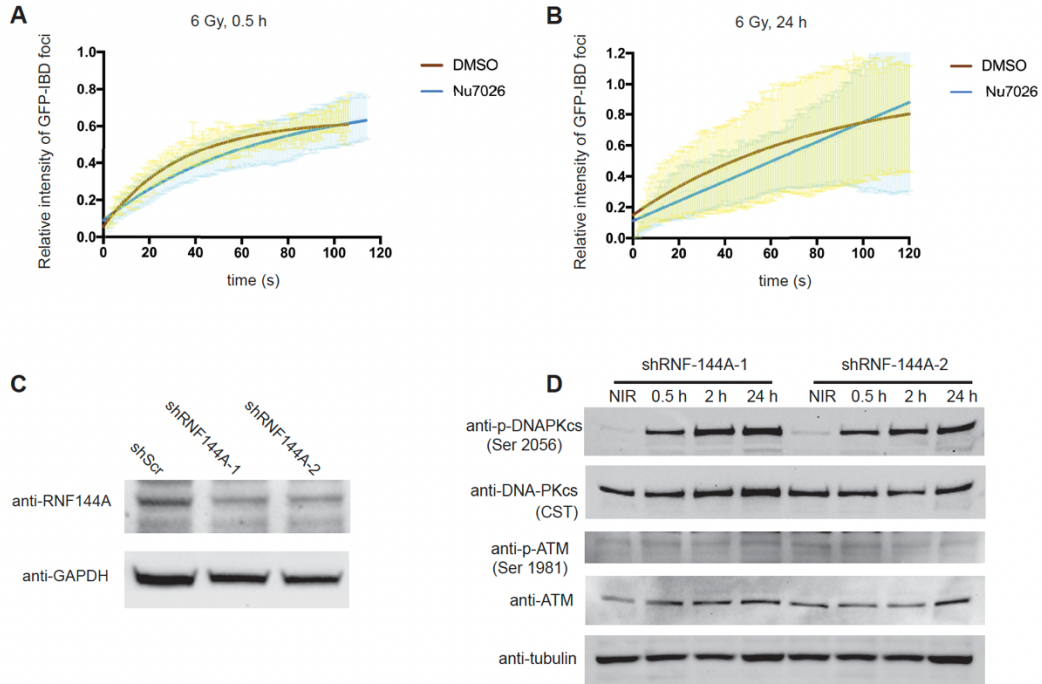 A
6 Gy, 0.5 h
Relative intensity of GFP-IBD foci
1.0
0.8
0.6
0.4
0.2
0.0
0 20 40 60 80 100 120
time (s)
DMSO
Nu7026
B
6 Gy, 24 h
Relative intensity of GFP-IBD foci
1.2
1.0
0.8
0.6
0.4
0.2
0.0
0 20 40 60 80 100 120
time (s)
DMSO
Nu7026
C
shScr
shRNF144A-1
shRNF144A-2
anti-RNF144A
anti-GAPDH
D
shRNF-144A-1 shRNF-144A-2
NIR 0.5 h 2 h 24 h NIR 0.5 h 2 h 24 h
anti-p-DNAPKcs
(Ser 2056)
anti-DNA-PKcs
(CST)
anti-p-ATM
(Ser 1981)
anti-ATM
anti-tubulin